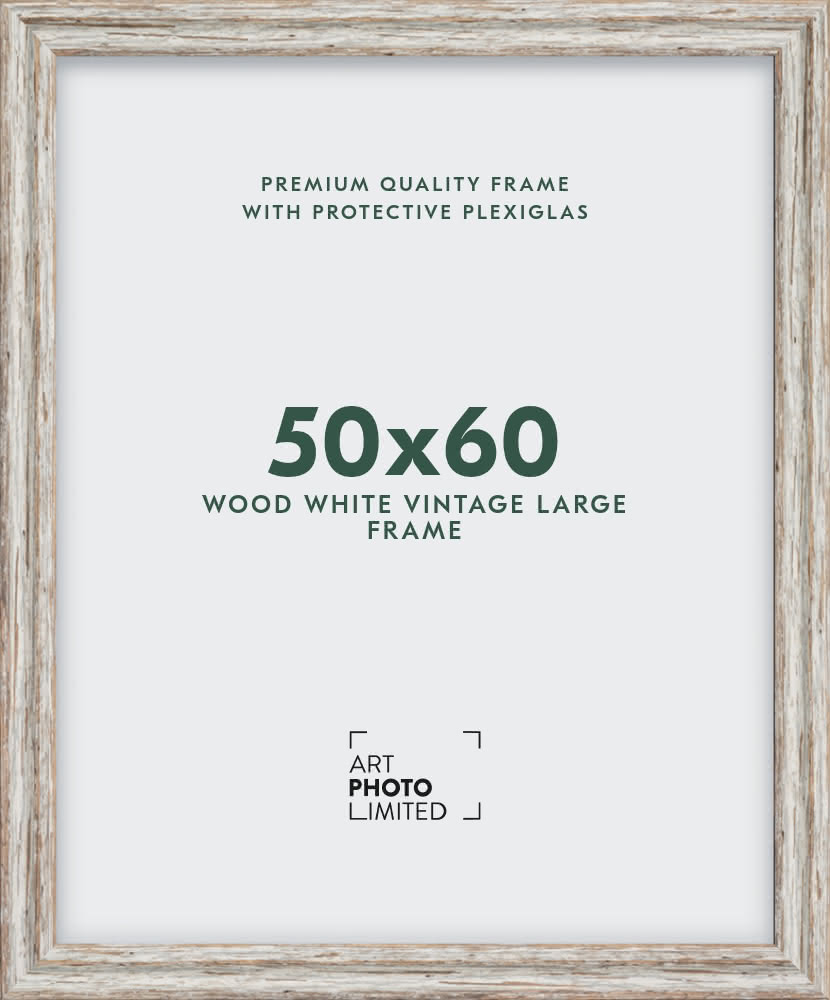 PREMIUM QUALITY FRAME
WITH PROTECTIVE PLEXIGLAS
50x60
WOOD WHITE VINTAGE LARGE
FRAME
ART
PHOTO
LIMITED